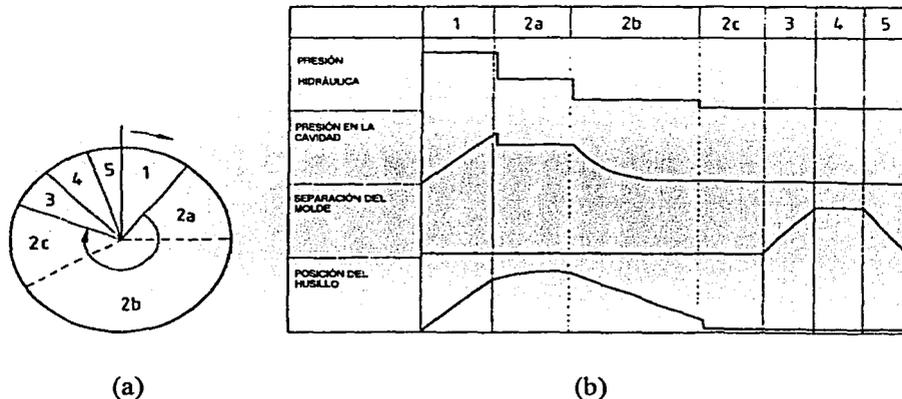 1 2a 2b 2c 3 4 5
PRESIÓN
HIDRÁULICA
PRESIÓN EN LA
CAVIDAD
SEPARACIÓN DEL
MOLDE
POSICIÓN DEL
HUSILLO
1
2a
2b
2c
3
4
5
(a)
(b)